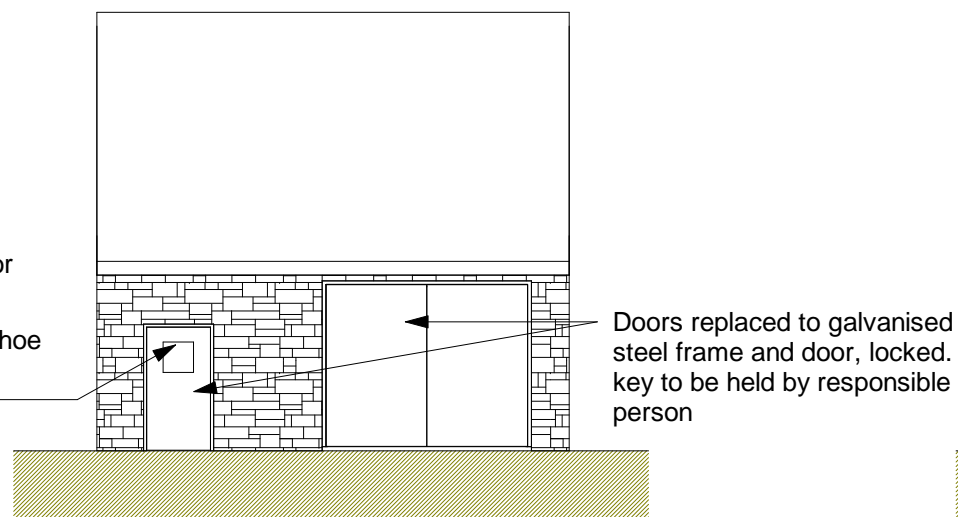 or
hoe
Doors replaced to galvanised
steel frame and door, locked.
key to be held by responsible
person